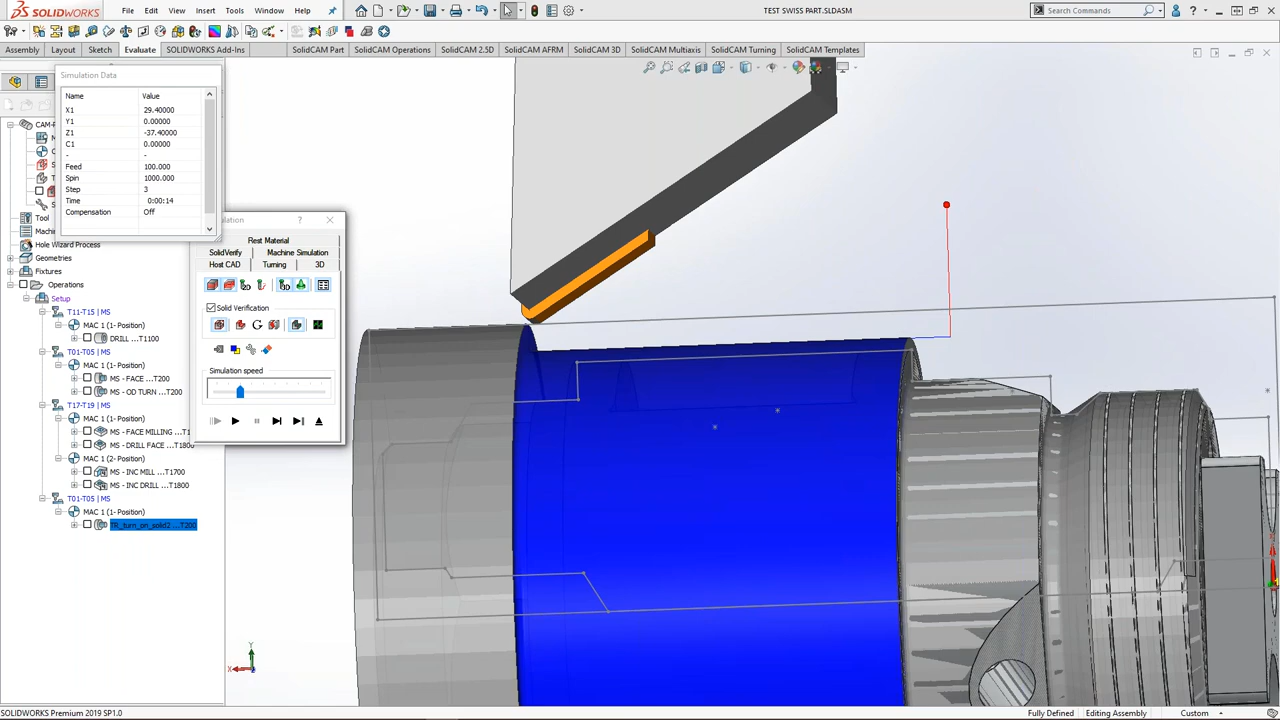 SOLIDWORKS File Edit View Insert Tools Window Help TEST SWISS PART.SLDASM Search Commands
Assembly Layout Sketch Evaluate SOLIDWORKS Add-Ins SolidCAM Part SolidCAM Operations SolidCAM 2.5D SolidCAM AFRM SolidCAM 3D SolidCAM Multiaxis SolidCAM Turning SolidCAM Templates
Simulation Data
Name Value
X1 29.40000
Y1 0.00000
Z1 -37.40000
C1 0.00000
- -
Feed 100.000
Spin 1000.000
Step 3
Time 0:00:14
Compensation Off
CAM-P
Tool
Machin
Hole Wizard Process
Geometries
Fixtures
Operations
Setup
T11-T15 | MS
MAC 1 (1- Position)
DRILL ...T1100
T01-T05 | MS
MAC 1 (1- Position)
MS - FACE ...T200
MS - OD TURN ...T200
T17-T19 | MS
MAC 1 (1- Position)
MS - FACE MILLING ...T1
MS - DRILL FACE ...T1800
MAC 1 (2- Position)
MS - INC MILL ...T1700
MS - INC DRILL ...T1800
T01-T05 | MS
MAC 1 (1- Position)
TR_turn_on_solid2 ...T200
ulation ?
Rest Material
SolidVerify Machine Simulation
Host CAD Turning 3D
Solid Verification
Simulation speed
Y
X
SOLIDWORKS Premium 2019 SP1.0 Fully Defined Editing Assembly Custom